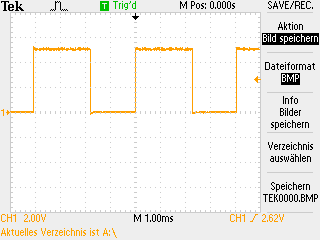 Tek
T Trig'd
M Pos: 0.000s
SAVE/REC.
Aktion
Bild speichern
Dateiformat
BMP
Info
Bilder
speichern
Verzeichnis
auswählen
Speichern
TEK0000.BMP
1
CH1 2.00V
M 1.00ms
CH1 2.62V
Aktuelles Verzeichnis ist A:\